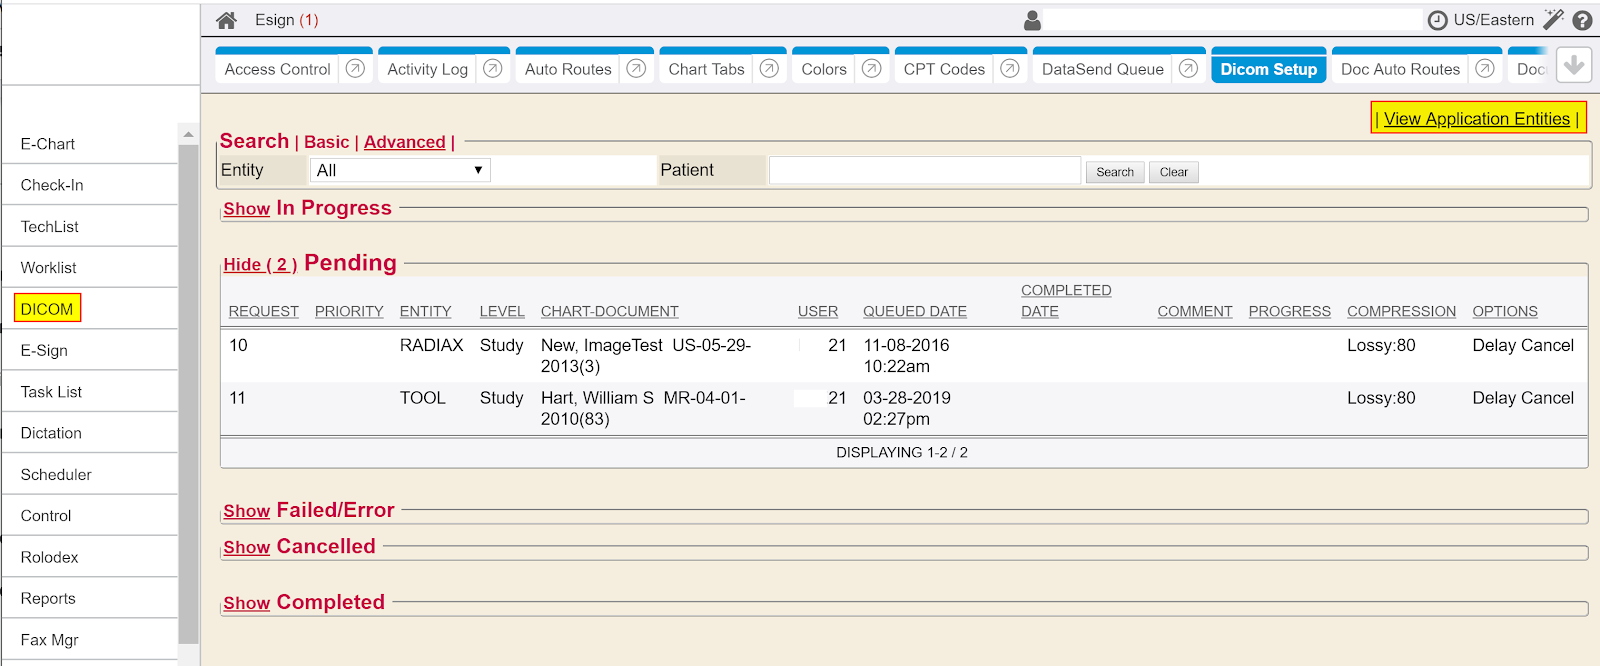 Esign (1)
US/Eastern
Access Control
Activity Log
Auto Routes
Chart Tabs
Colors
CPT Codes
DataSend Queue
Dicom Setup
Doc Auto Routes
E-Chart
Check-In
TechList
Worklist
DICOM
E-Sign
Task List
Dictation
Scheduler
Control
Rolodex
Reports
Fax Mgr
| View Application Entities |
Search | Basic | Advanced |
Entity All ▼ Patient Search Clear
Show In Progress
Hide ( 2 ) Pending
REQUEST PRIORITY ENTITY LEVEL CHART-DOCUMENT USER QUEUED DATE COMPLETED DATE COMMENT PROGRESS COMPRESSION OPTIONS
10 RADIAX Study New, ImageTest US-05-29- 21 11-08-2016 Lossy:80 Delay Cancel
2013(3) 10:22am
11 TOOL Study Hart, William S MR-04-01- 21 03-28-2019 Lossy:80 Delay Cancel
2010(83) 02:27pm
DISPLAYING 1-2 / 2
Show Failed/Error
Show Cancelled
Show Completed